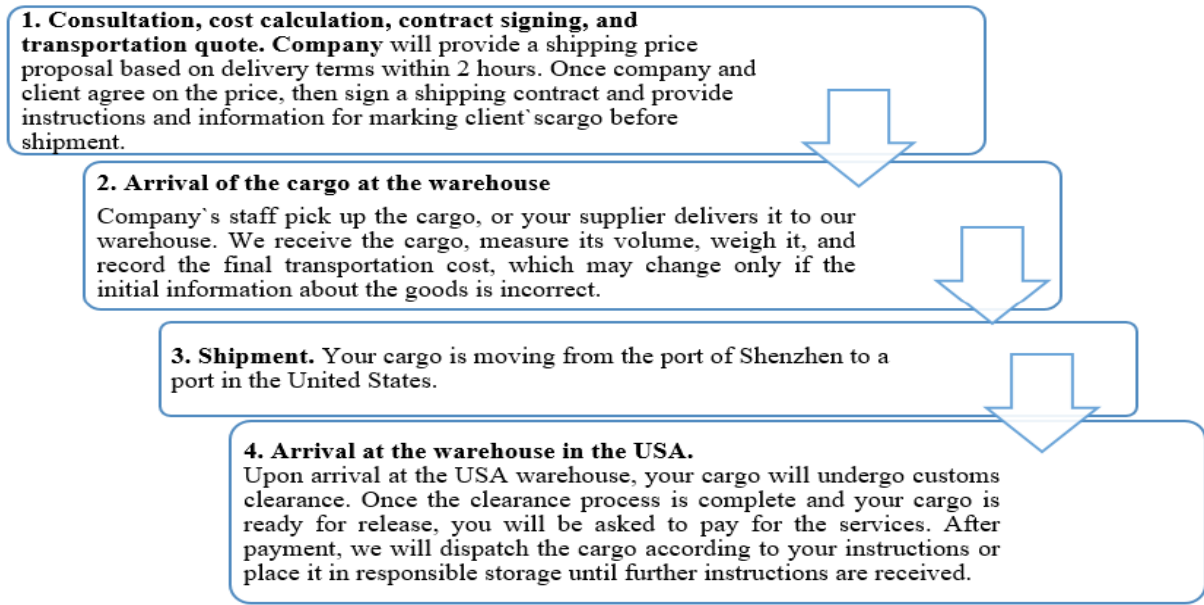 1. Consultation, cost calculation, contract signing, and
transportation quote. Company will provide a shipping price
proposal based on delivery terms within 2 hours. Once company and
client agree on the price, then sign a shipping contract and provide
instructions and information for marking client`scargo before
shipment.
2. Arrival of the cargo at the warehouse
Company`s staff pick up the cargo, or your supplier delivers it to our
warehouse. We receive the cargo, measure its volume, weigh it, and
record the final transportation cost, which may change only if the
initial information about the goods is incorrect.
3. Shipment. Your cargo is moving from the port of Shenzhen to a
port in the United States.
4. Arrival at the warehouse in the USA.
Upon arrival at the USA warehouse, your cargo will undergo customs
clearance. Once the clearance process is complete and your cargo is
ready for release, you will be asked to pay for the services. After
payment, we will dispatch the cargo according to your instructions or
place it in responsible storage until further instructions are received.